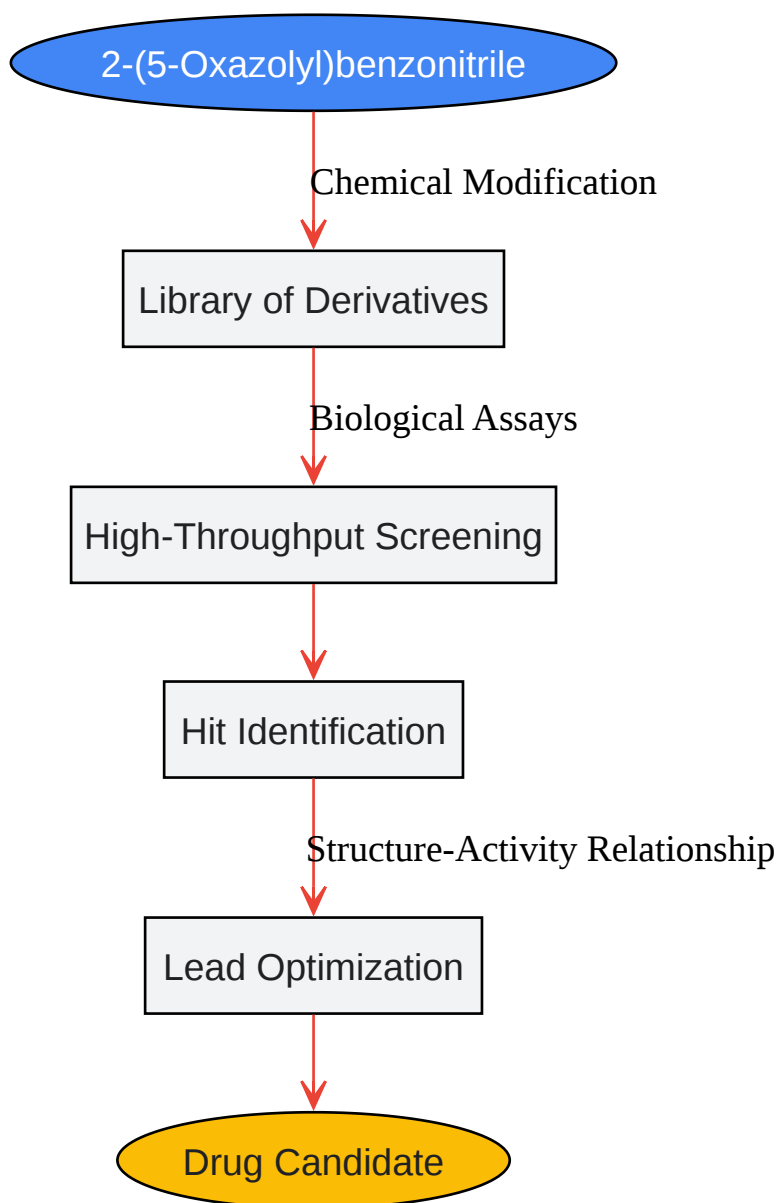 2-(5-Oxazolyl)benzonitrile
Chemical Modification
Library of Derivatives
Biological Assays
High-Throughput Screening
Hit Identification
Structure-Activity Relationship
Lead Optimization
Drug Candidate